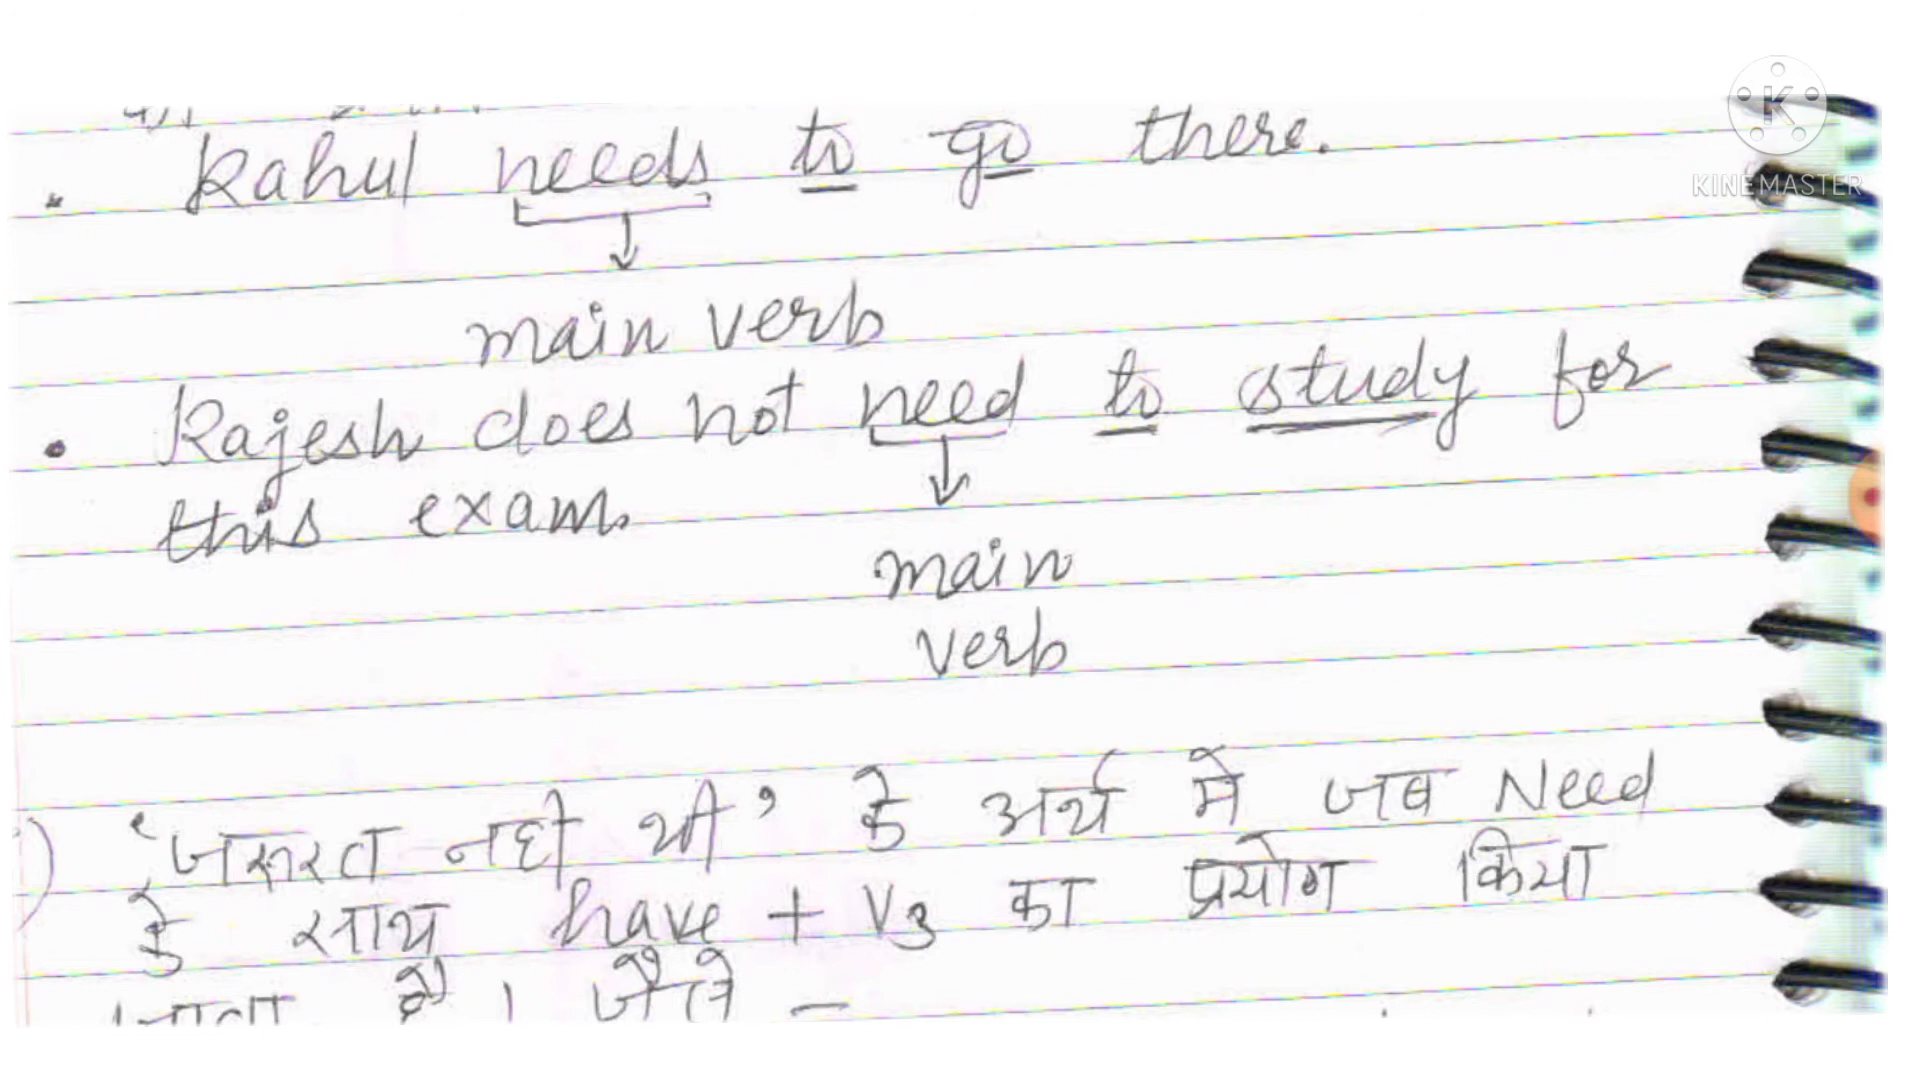 Rahul needs to go there.
main verb
Rajesh does not need to study for
this exam.
main
verb
'जरूरत नही थी' के अर्थ मे जब Need
के साथ have + V3 का प्रयोग किया
जाता है। जैसे –
K
KINEMASTER